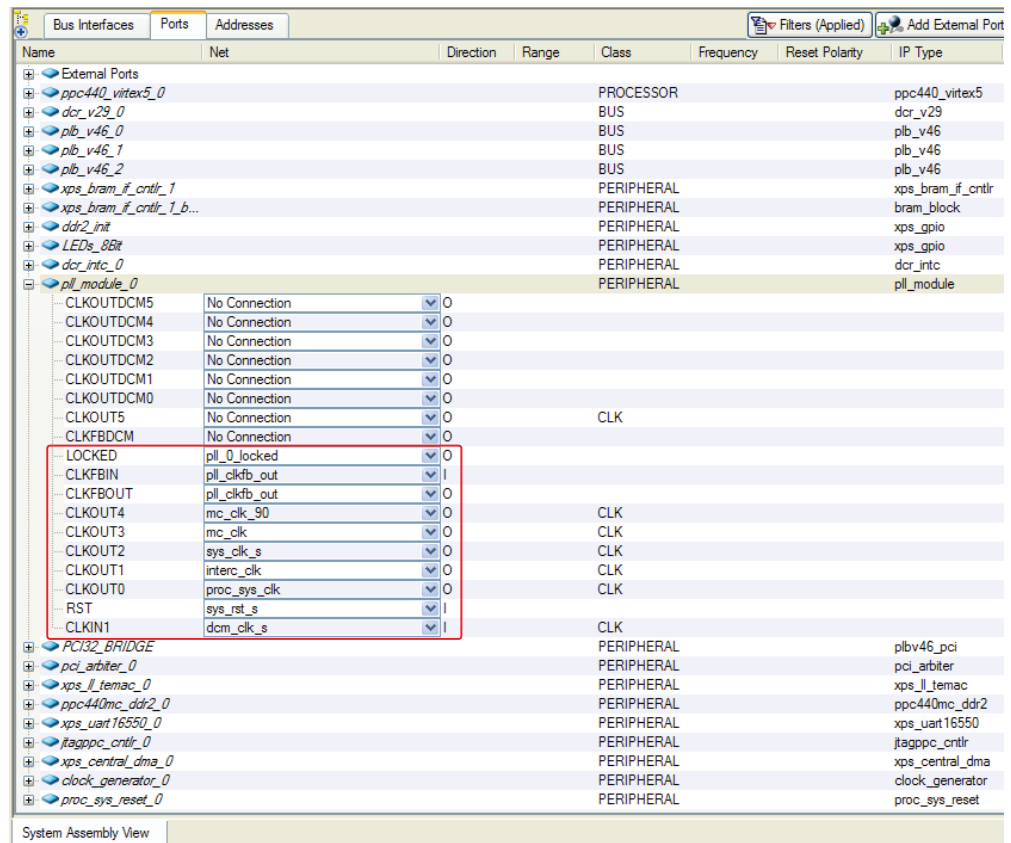 Bus Interfaces Ports Addresses Filters (Applied) Add External Port
Name Net Direction Range Class Frequency Reset Polarity IP Type
External Ports
ppc440_virtex5_0 PROCESSOR ppc440_virtex5
dcr_v29_0 BUS dcr_v29
plb_v46_0 BUS plb_v46
plb_v46_1 BUS plb_v46
plb_v46_2 BUS plb_v46
xps_bram_if_cntlr_1 PERIPHERAL xps_bram_if_cntlr
xps_bram_if_cntlr_1_b... PERIPHERAL bram_block
ddr2_init PERIPHERAL xps_gpio
LEDs_8Bit PERIPHERAL xps_gpio
dcr_intc_0 PERIPHERAL dcr_intc
pll_module_0 PERIPHERAL pll_module
CLKOUTDCM5 No Connection O
CLKOUTDCM4 No Connection O
CLKOUTDCM3 No Connection O
CLKOUTDCM2 No Connection O
CLKOUTDCM1 No Connection O
CLKOUTDCM0 No Connection O
CLKOUT5 No Connection O CLK
CLKFBDCM No Connection O
LOCKED pll_0_locked O
CLKFBIN pll_clkfb_out I
CLKFBOUT pll_clkfb_out O
CLKOUT4 mc_clk_90 O CLK
CLKOUT3 mc_clk O CLK
CLKOUT2 sys_clk_s O CLK
CLKOUT1 interc_clk O CLK
CLKOUT0 proc_sys_clk O CLK
RST sys_rst_s I
CLKIN1 dcm_clk_s I CLK
PCI32_BRIDGE PERIPHERAL plbv46_pci
pci_arbiter_0 PERIPHERAL pci_arbiter
xps_ll_temac_0 PERIPHERAL xps_ll_temac
ppc440mc_ddr2_0 PERIPHERAL ppc440mc_ddr2
xps_uart16550_0 PERIPHERAL xps_uart16550
jtagppc_cntlr_0 PERIPHERAL jtagppc_cntlr
xps_central_dma_0 PERIPHERAL xps_central_dma
clock_generator_0 PERIPHERAL clock_generator
proc_sys_reset_0 PERIPHERAL proc_sys_reset
System Assembly View